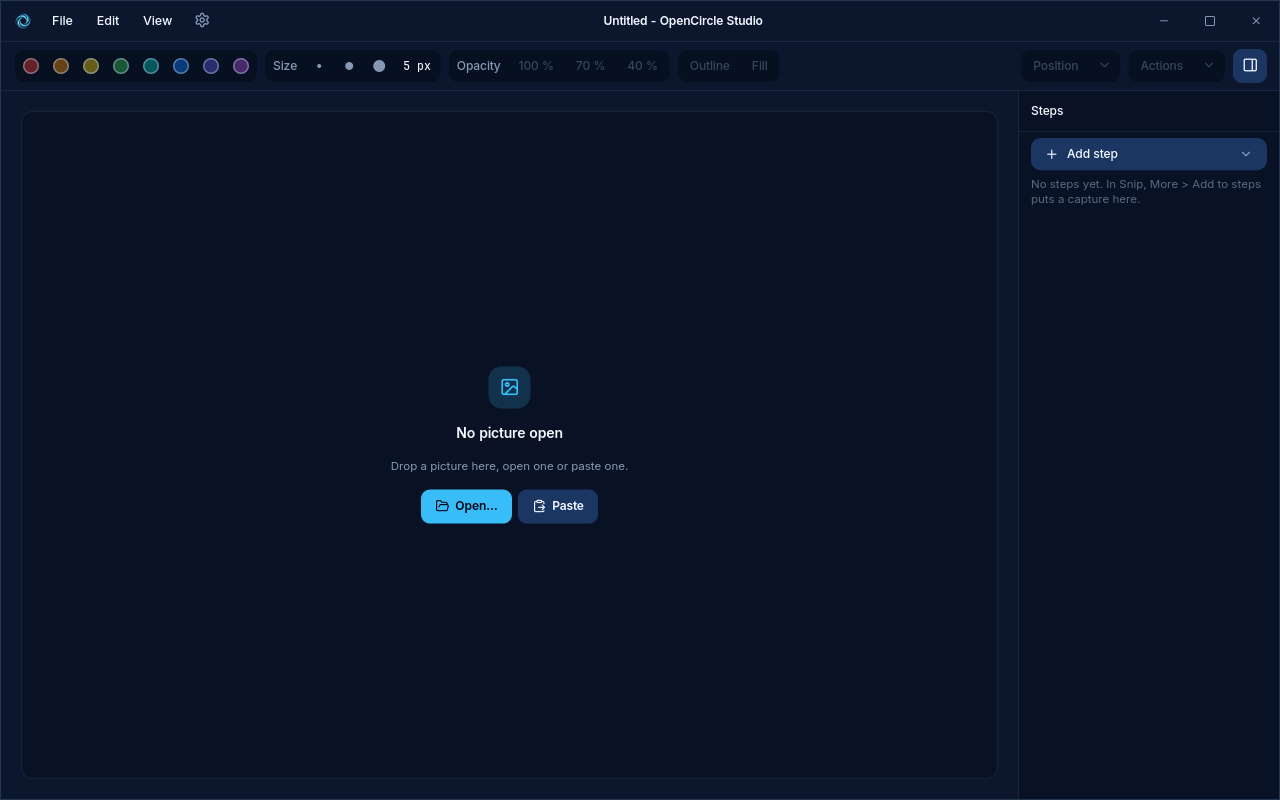 File Edit View Untitled - OpenCircle Studio
Size 5 px Opacity 100 % 70 % 40 % Outline Fill Position Actions
Steps
Add step
No steps yet. In Snip, More > Add to steps
puts a capture here.
No picture open
Drop a picture here, open one or paste one.
Open... Paste